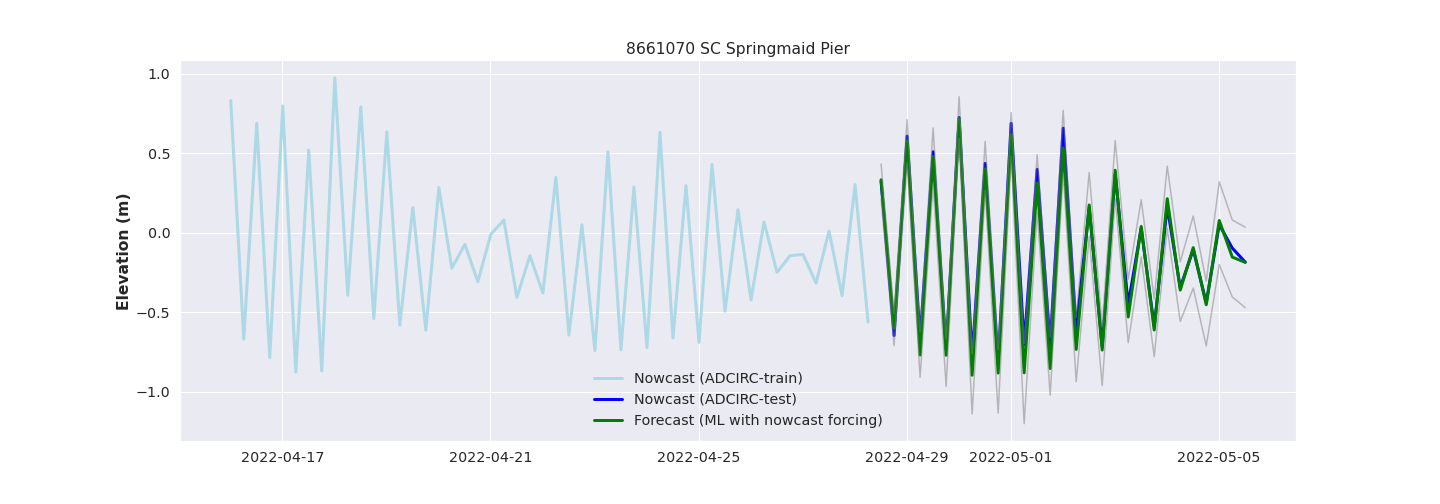 8661070 SC Springmaid Pier
Elevation (m)
1.0
0.5
0.0
−0.5
−1.0
Nowcast (ADCIRC-train)
Nowcast (ADCIRC-test)
Forecast (ML with nowcast forcing)
2022-04-17 2022-04-21 2022-04-25 2022-04-29 2022-05-01 2022-05-05